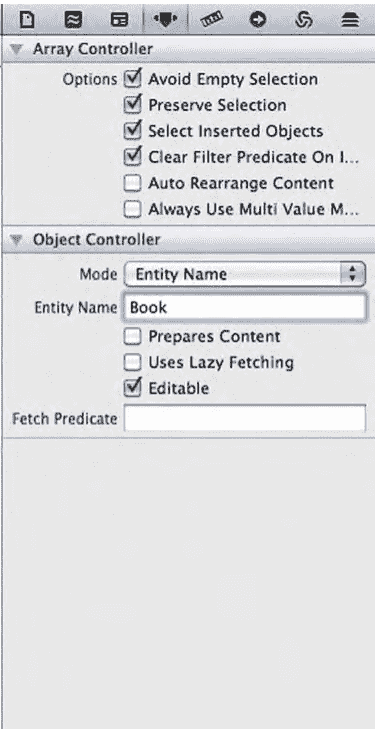 Array Controller
Options Avoid Empty Selection
Preserve Selection
Select Inserted Objects
Clear Filter Predicate On I...
Auto Rearrange Content
Always Use Multi Value M...
Object Controller
Mode Entity Name
Entity Name Book
Prepares Content
Uses Lazy Fetching
Editable
Fetch Predicate